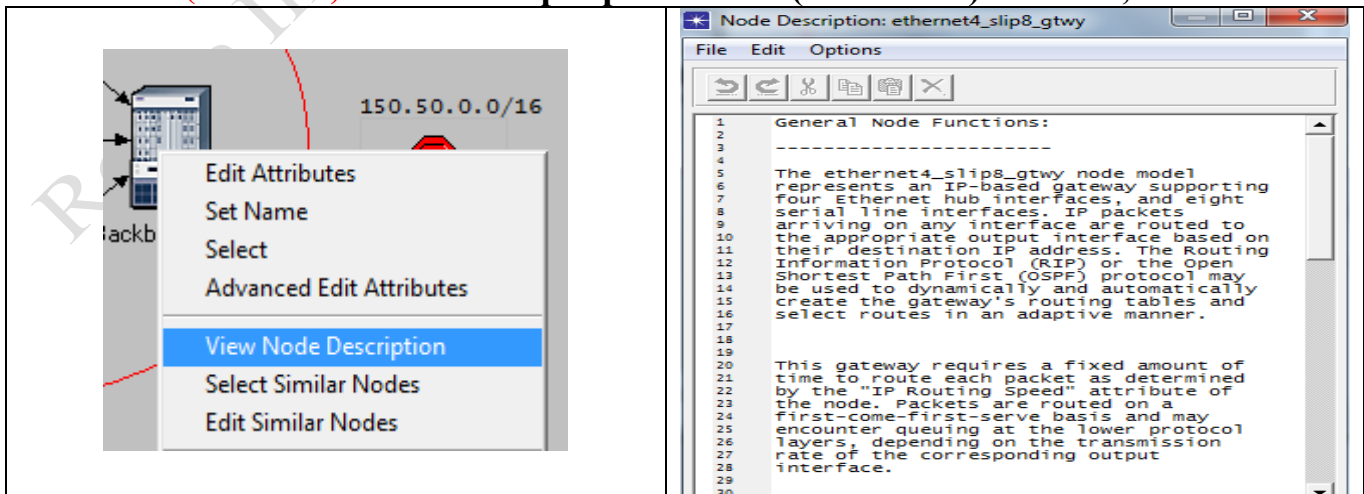 150.50.0.0/16
Edit Attributes
Set Name
Select
Advanced Edit Attributes
View Node Description
Select Similar Nodes
Edit Similar Nodes
Node Description: ethernet4_slip8_gtwy
File Edit Options
1 General Node Functions:
2
3 -----------------------
4
5 The ethernet4_slip8_gtwy node model
6 represents an IP-based gateway supporting
7 four Ethernet hub interfaces, and eight
8 serial line interfaces. IP packets
9 arriving on any interface are routed to
10 the appropriate output interface based on
11 their destination IP address. The Routing
12 Information Protocol (RIP) or the Open
13 Shortest Path First (OSPF) protocol may
14 be used to dynamically and automatically
15 create the gateway's routing tables and
16 select routes in an adaptive manner.
17
18
19
20 This gateway requires a fixed amount of
21 time to route each packet as determined
22 by the "IP Routing Speed" attribute of
23 the node. Packets are routed on a
24 first-come-first-serve basis and may
25 encounter queuing at the lower protocol
26 layers, depending on the transmission
27 rate of the corresponding output
28 interface.
29
30